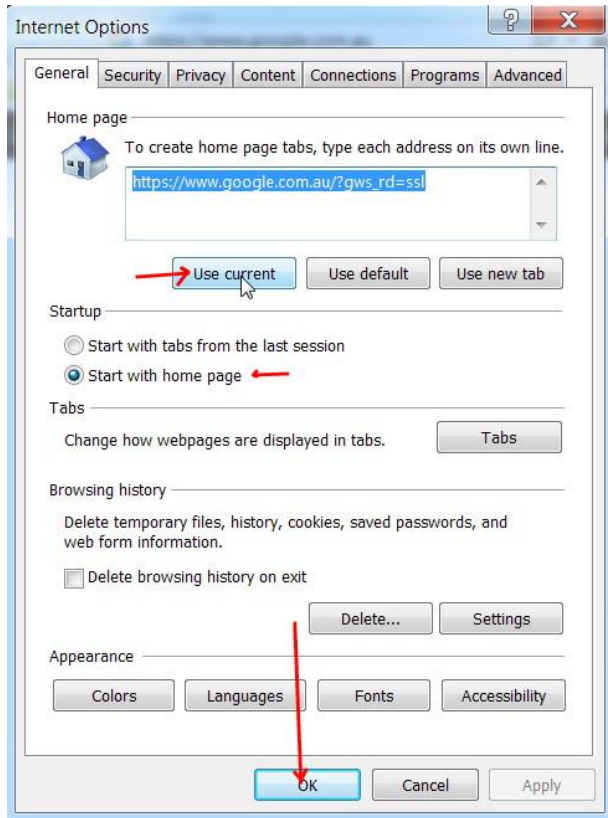 Internet Options
General Security Privacy Content Connections Programs Advanced
Home page
To create home page tabs, type each address on its own line.
https://www.google.com.au/?gws_rd=ssl
Use current Use default Use new tab
Startup
Start with tabs from the last session
Start with home page
Tabs
Change how webpages are displayed in tabs. Tabs
Browsing history
Delete temporary files, history, cookies, saved passwords, and
web form information.
Delete browsing history on exit
Delete... Settings
Appearance
Colors Languages Fonts Accessibility
OK Cancel Apply